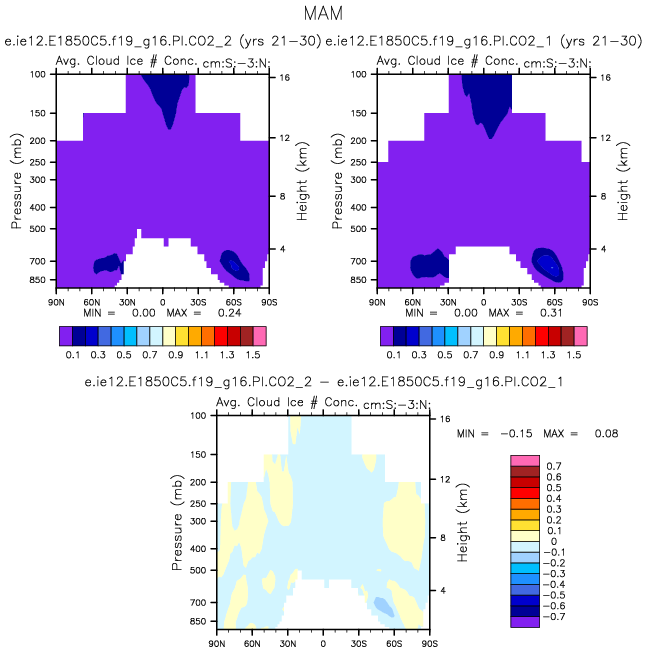 MAM
e.ie12.E1850C5.f19_g16.PI.CO2_2 (yrs 21-30) e.ie12.E1850C5.f19_g16.PI.CO2_1 (yrs 21-30)
Avg. Cloud Ice # Conc. cm:S:-3:N: Avg. Cloud Ice # Conc. cm:S:-3:N:
Pressure (mb)
100
150
200
250
300
400
500
700
850
16
12
8
4
Height (km)
90N 60N 30N 0 30S 60S 90S
MIN = 0.00 MAX = 0.24
0.1 0.3 0.5 0.7 0.9 1.1 1.3 1.5
Pressure (mb)
100
150
200
250
300
400
500
700
850
16
12
8
4
Height (km)
90N 60N 30N 0 30S 60S 90S
MIN = 0.00 MAX = 0.31
0.1 0.3 0.5 0.7 0.9 1.1 1.3 1.5
e.ie12.E1850C5.f19_g16.PI.CO2_2 - e.ie12.E1850C5.f19_g16.PI.CO2_1
Avg. Cloud Ice # Conc. cm:S:-3:N:
Pressure (mb)
100
150
200
250
300
400
500
700
850
16
12
8
4
Height (km)
90N 60N 30N 0 30S 60S 90S
MIN = -0.15 MAX = 0.08
0.7
0.6
0.5
0.4
0.3
0.2
0.1
0
-0.1
-0.2
-0.3
-0.4
-0.5
-0.6
-0.7